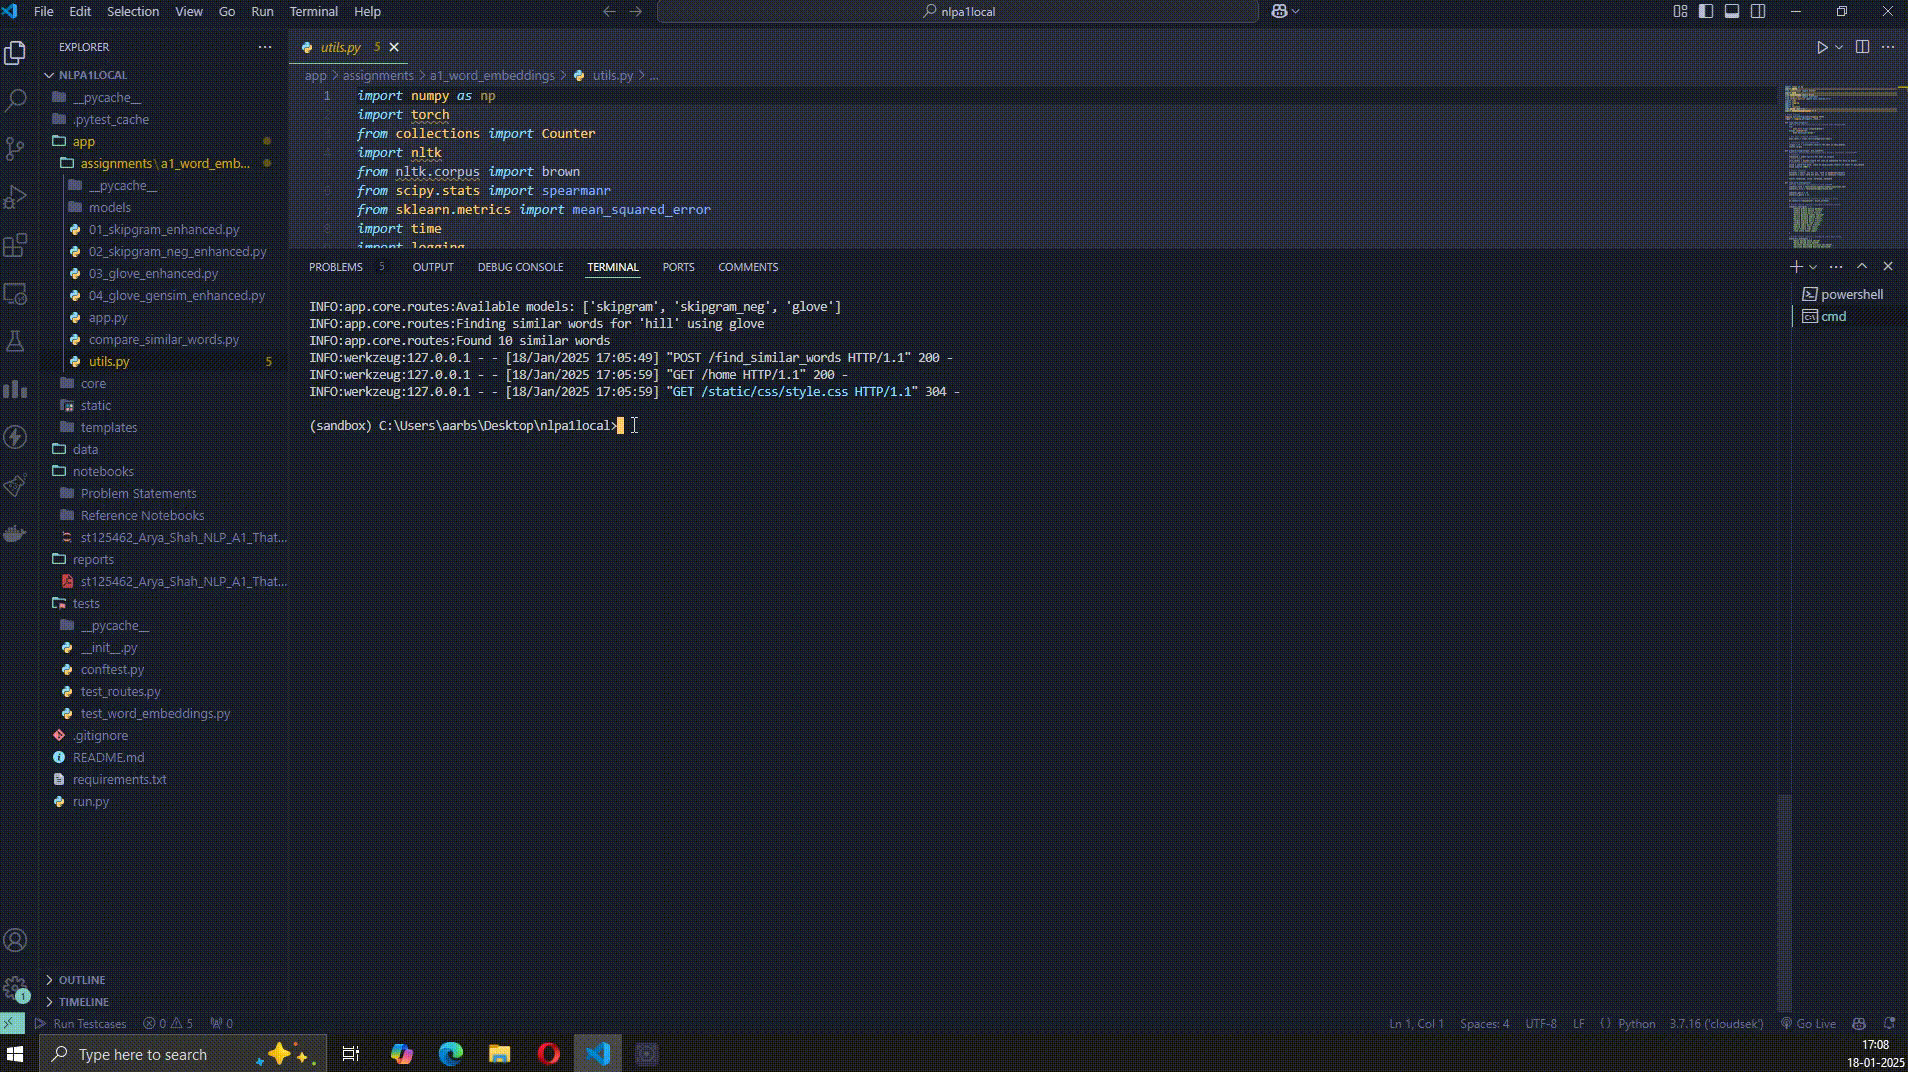 File Edit Selection View Go Run Terminal Help
nlpa1local
EXPLORER
NLPA1LOCAL
__pycache__
.pytest_cache
app
assignments \ a1_word_emb...
__pycache__
models
01_skipgram_enhanced.py
02_skipgram_neg_enhanced.py
03_glove_enhanced.py
04_glove_gensim_enhanced.py
app.py
compare_similar_words.py
utils.py 5
core
static
templates
data
notebooks
Problem Statements
Reference Notebooks
st125462_Arya_Shah_NLP_A1_That...
reports
st125462_Arya_Shah_NLP_A1_That...
tests
__pycache__
__init__.py
conftest.py
test_routes.py
test_word_embeddings.py
.gitignore
README.md
requirements.txt
run.py
OUTLINE
TIMELINE
utils.py 5
app > assignments > a1_word_embeddings > utils.py > ...
1 import numpy as np
import torch
from collections import Counter
import nltk
from nltk.corpus import brown
from scipy.stats import spearmanr
from sklearn.metrics import mean_squared_error
import time
import logging
PROBLEMS 5 OUTPUT DEBUG CONSOLE TERMINAL PORTS COMMENTS
INFO:app.core.routes:Available models: ['skipgram', 'skipgram_neg', 'glove']
INFO:app.core.routes:Finding similar words for 'hill' using glove
INFO:app.core.routes:Found 10 similar words
INFO:werkzeug:127.0.0.1 - - [18/Jan/2025 17:05:49] "POST /find_similar_words HTTP/1.1" 200 -
INFO:werkzeug:127.0.0.1 - - [18/Jan/2025 17:05:59] "GET /home HTTP/1.1" 200 -
INFO:werkzeug:127.0.0.1 - - [18/Jan/2025 17:05:59] "GET /static/css/style.css HTTP/1.1" 304 -
(sandbox) C:\Users\aarbs\Desktop\nlpa1local>
powershell
cmd
1
Run Testcases 0 5 0
Ln 1, Col 1 Spaces: 4 UTF-8 LF Python 3.7.16 ('cloudsek') Go Live
Type here to search
17:08
18-01-2025